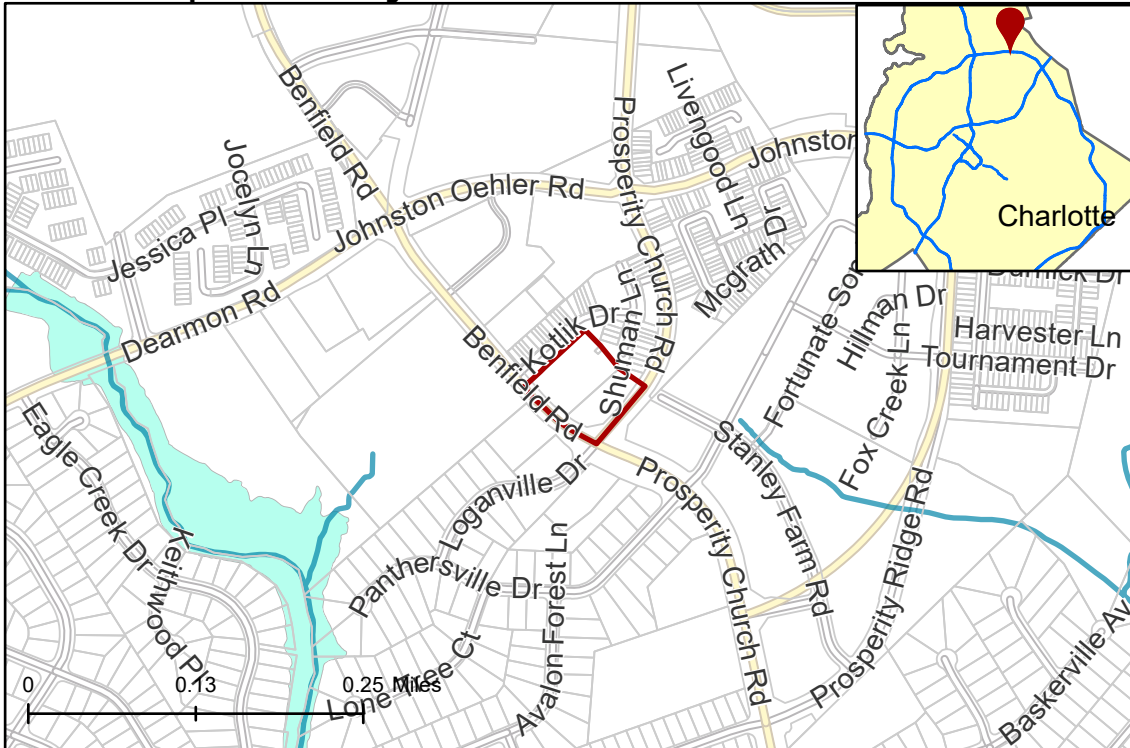 Benfield Rd
Livengood Ln
Prosperity Church Rd
Johnston
Charlotte
Jocelyn Ln
Johnston Oehler Rd
Jessica Pl
Mcgrath Dr
Dearmon Rd
Kotlik Dr
Shuman Ln
Benfield Rd
Fortunate Son
Hillman Dr
Fox Creek Ln
Harvester Ln
Tournament Dr
Eagle Creek Dr
Keithwood Pl
Loganville Dr
Panthersville Dr
Avalon Forest Ln
Lone Tree Ct
Prosperity Church Rd
Stanley Farm Rd
Prosperity Ridge Rd
Baskerville Av
0 0.13 0.25 Miles